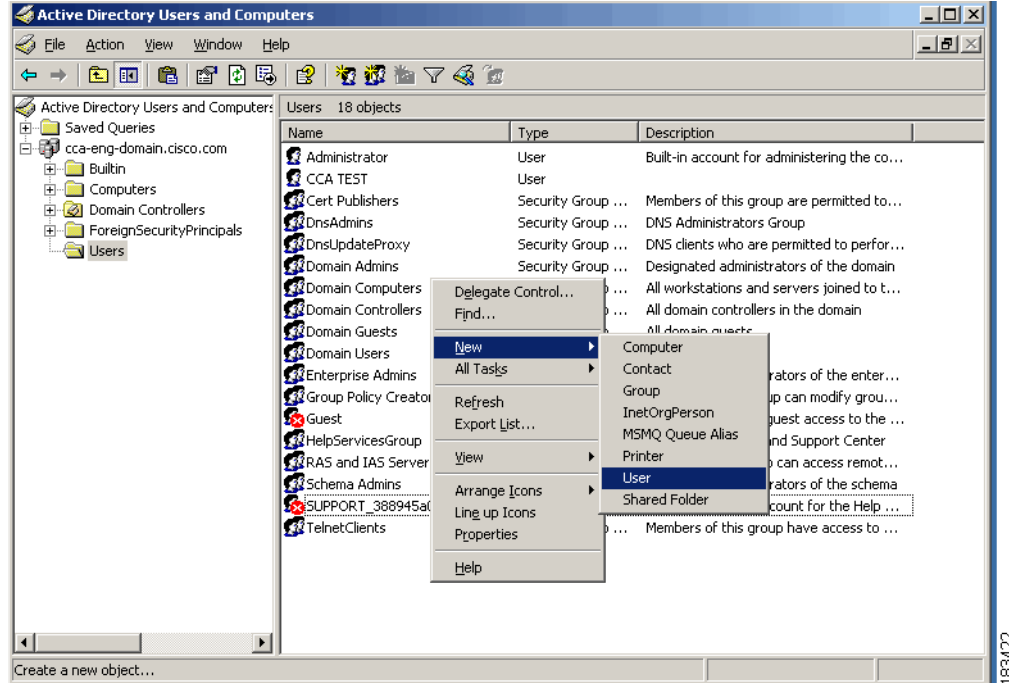 Active Directory Users and Computers
File Action View Window Help
Active Directory Users and Computers
Saved Queries
cca-eng-domain.cisco.com
Builtin
Computers
Domain Controllers
ForeignSecurityPrincipals
Users
Users 18 objects
Name Type Description
Administrator User Built-in account for administering the co...
CCA TEST User
Cert Publishers Security Group ... Members of this group are permitted to...
DnsAdmins Security Group ... DNS Administrators Group
DnsUpdateProxy Security Group ... DNS clients who are permitted to perfor...
Domain Admins Security Group ... Designated administrators of the domain
Domain Computers ... All workstations and servers joined to t...
Domain Controllers ... All domain controllers in the domain
Domain Guests All domain guests
Domain Users
Enterprise Admins rators of the enter...
Group Policy Creator up can modify grou...
Guest guest access to the ...
HelpServicesGroup nd Support Center
RAS and IAS Server can access remot...
Schema Admins rators of the schema
SUPPORT_388945a0 count for the Help ...
TelnetClients ... Members of this group have access to ...
Delegate Control...
Find...
New
All Tasks
Refresh
Export List...
View
Arrange Icons
Line up Icons
Properties
Help
Computer
Contact
Group
InetOrgPerson
MSMQ Queue Alias
Printer
User
Shared Folder
Create a new object...
183422